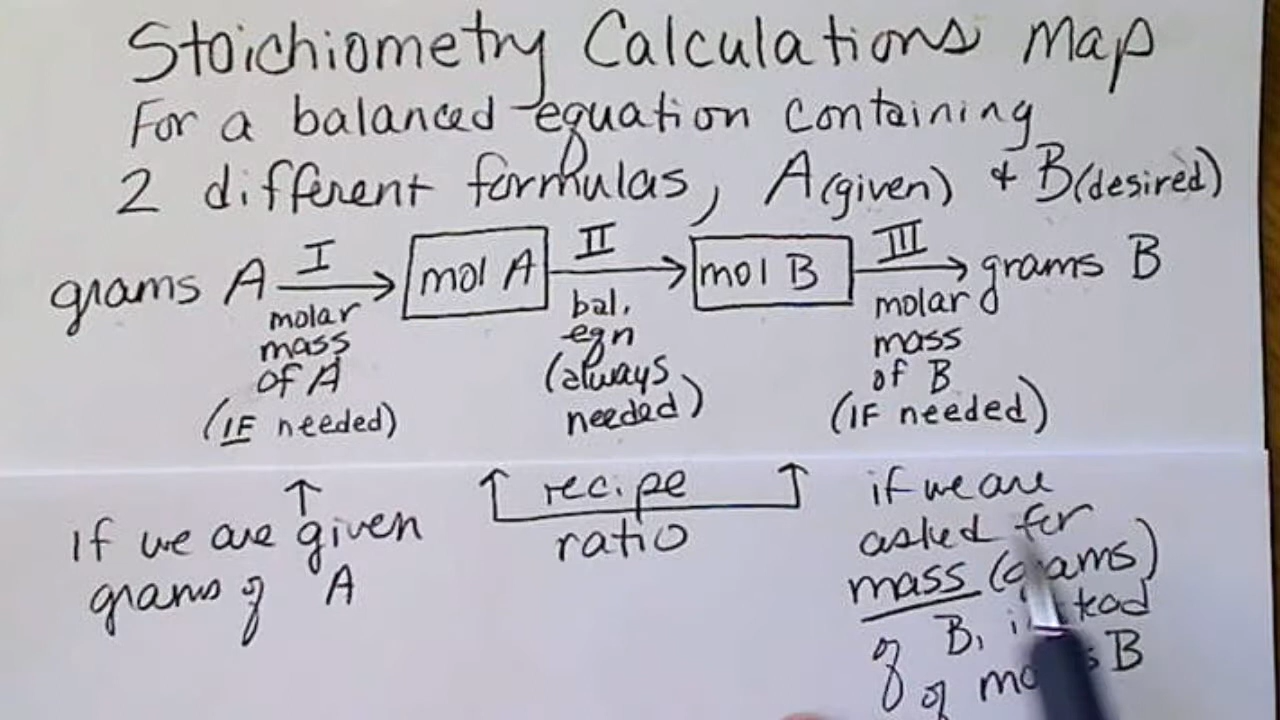 Stoichiometry Calculations Map
For a balanced equation containing
2 different formulas, A(given) & B(desired)
I
II
III
grams A → mol A → mol B → grams B
molar
mass
of A
(IF needed)
bal.
eqn
(always
needed)
molar
mass
of B
(IF needed)
↑
If we are given
grams of A
↑ recipe ↑
ratio
if we are
asked for
mass (grams)
of B,
of B